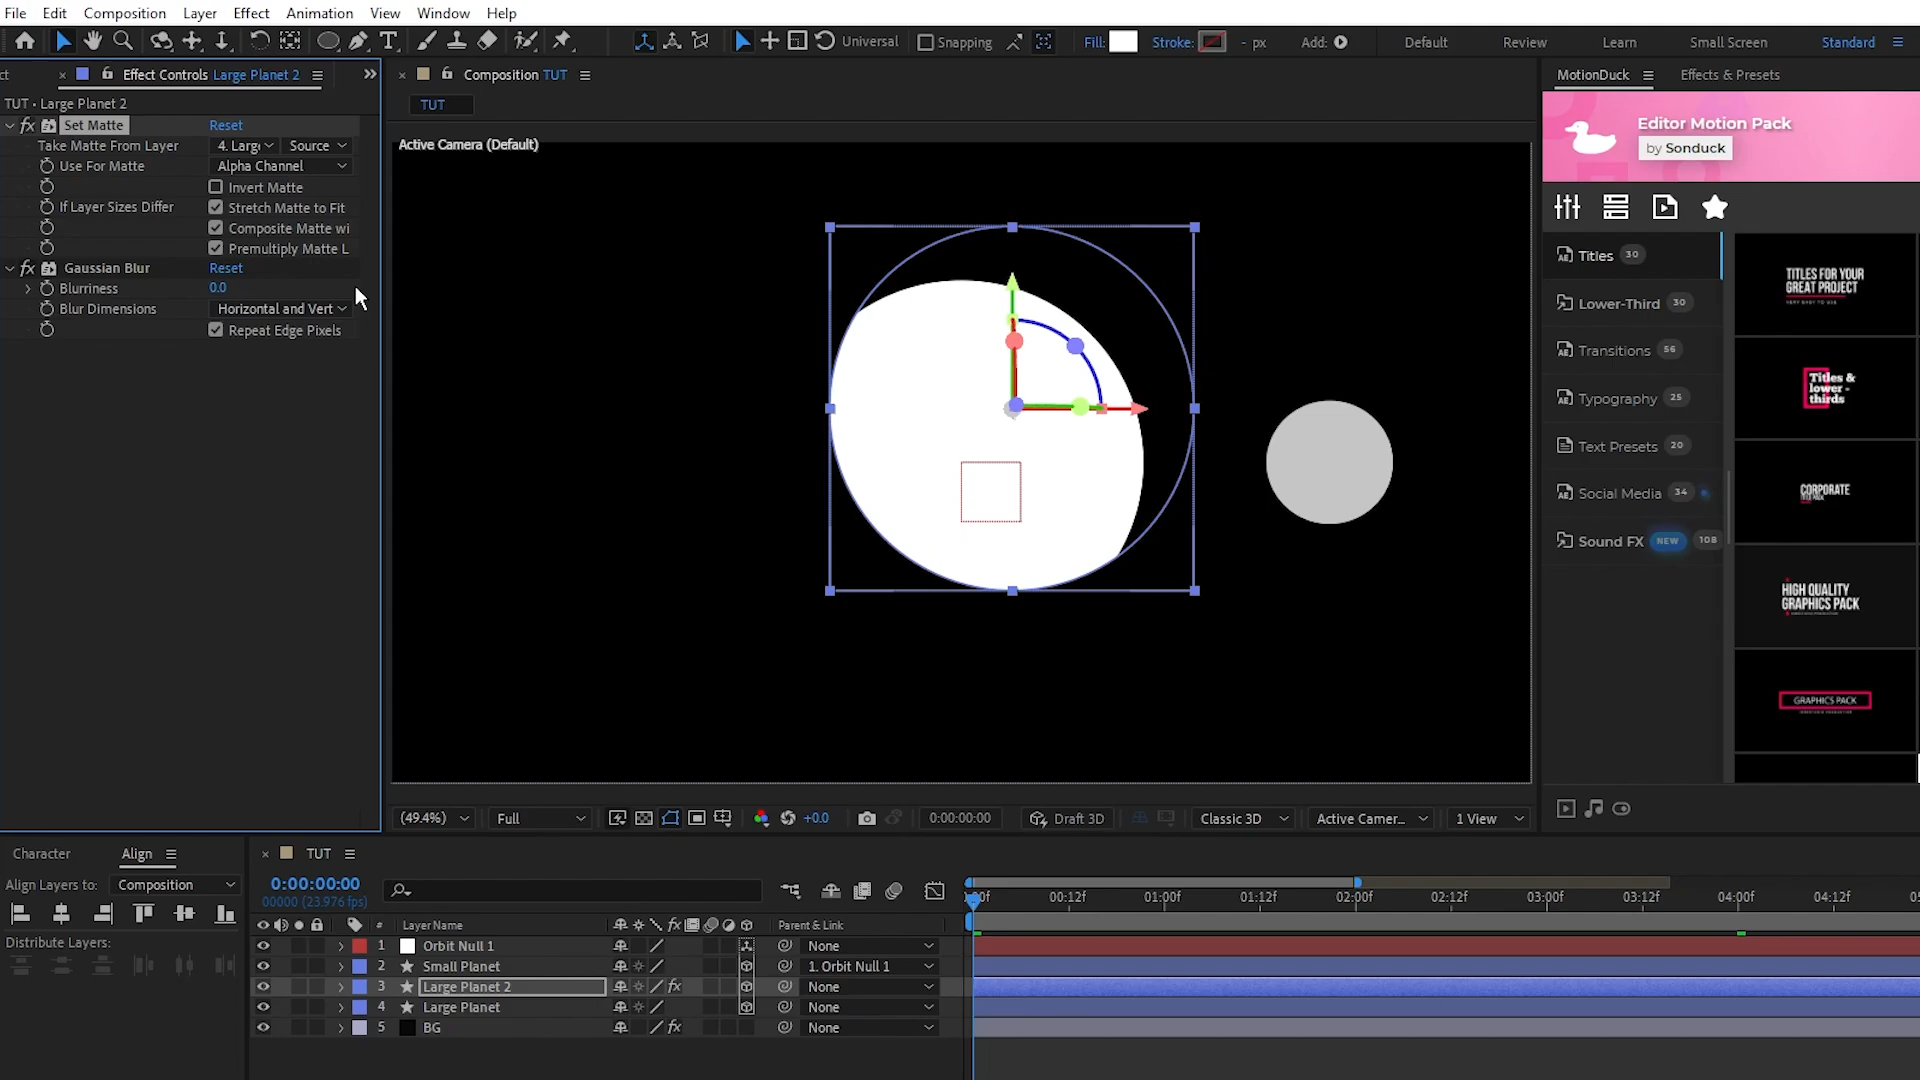 File Edit Composition Layer Effect Animation View Window Help
Universal Snapping Fill: Stroke: - px Add: Default Review Learn Small Screen Standard
ct × Effect Controls Large Planet 2
TUT • Large Planet 2
Set Matte Reset
Take Matte From Layer 4. Larg Source
Use For Matte Alpha Channel
Invert Matte
If Layer Sizes Differ Stretch Matte to Fit
Composite Matte wi
Premultiply Matte L
Gaussian Blur Reset
Blurriness 0.0
Blur Dimensions Horizontal and Vert
Repeat Edge Pixels
× Composition TUT
TUT
Active Camera (Default)
(49.4%) Full +0.0 0:00:00:00 Draft 3D Classic 3D Active Camer... 1 View
MotionDuck Effects & Presets
Editor Motion Pack
by Sonduck
Titles 30
Lower-Third 30
Transitions 56
Typography 25
Text Presets 20
Social Media 34
Sound FX NEW 108
TITLES FOR YOUR
GREAT PROJECT
Titles &
lower -
thirds
CORPORATE
HIGH QUALITY
GRAPHICS PACK
GRAPHICS PACK
Character Align
Align Layers to: Composition
Distribute Layers:
× TUT
0:00:00:00
00000 (23.976 fps)
# Layer Name Parent & Link
1 Orbit Null 1 None
2 Small Planet 1. Orbit Null 1
3 Large Planet 2 None
4 Large Planet None
5 BG None
:00f 00:12f 01:00f 01:12f 02:00f 02:12f 03:00f 03:12f 04:00f 04:12f 05